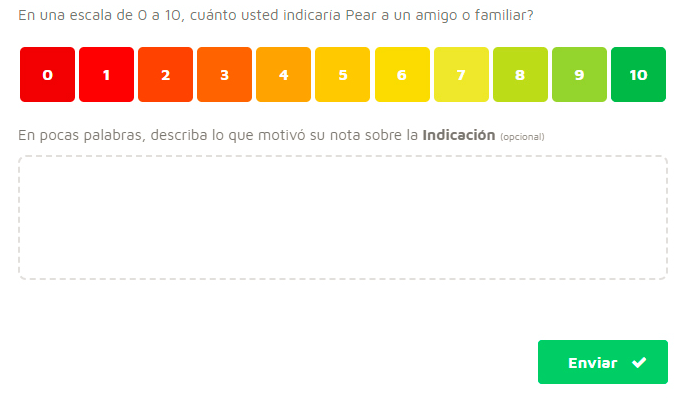 En una escala de 0 a 10, cuánto usted indicaría Pear a un amigo o familiar?
0 1 2 3 4 5 6 7 8 9 10
En pocas palabras, describa lo que motivó su nota sobre la Indicación (opcional)
Enviar